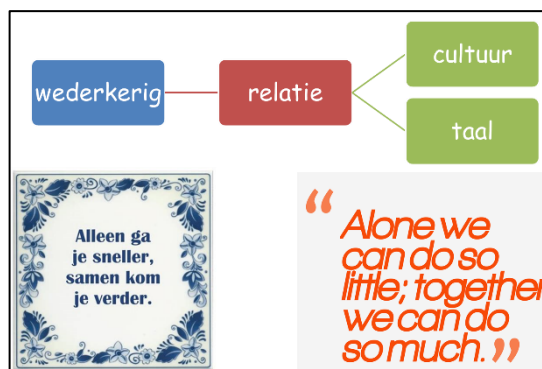 wederkerig
relatie
cultuur
taal
Alleen ga
je sneller,
samen kom
je verder.
“Alone we
can do so
little; together
we can do
so much.”